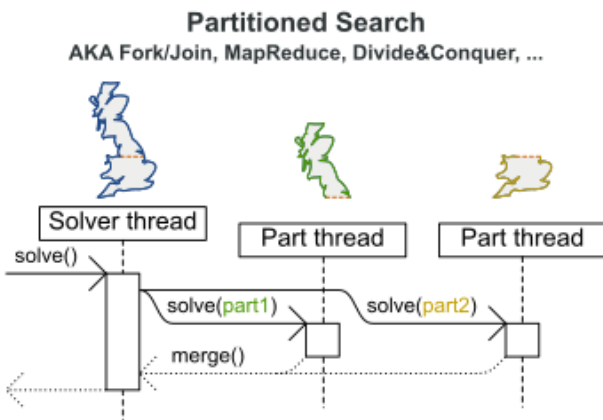 Partitioned Search
AKA Fork/Join, MapReduce, Divide&Conquer, ...
Solver thread
Part thread
Part thread
solve()
solve(part1)
solve(part2)
merge()